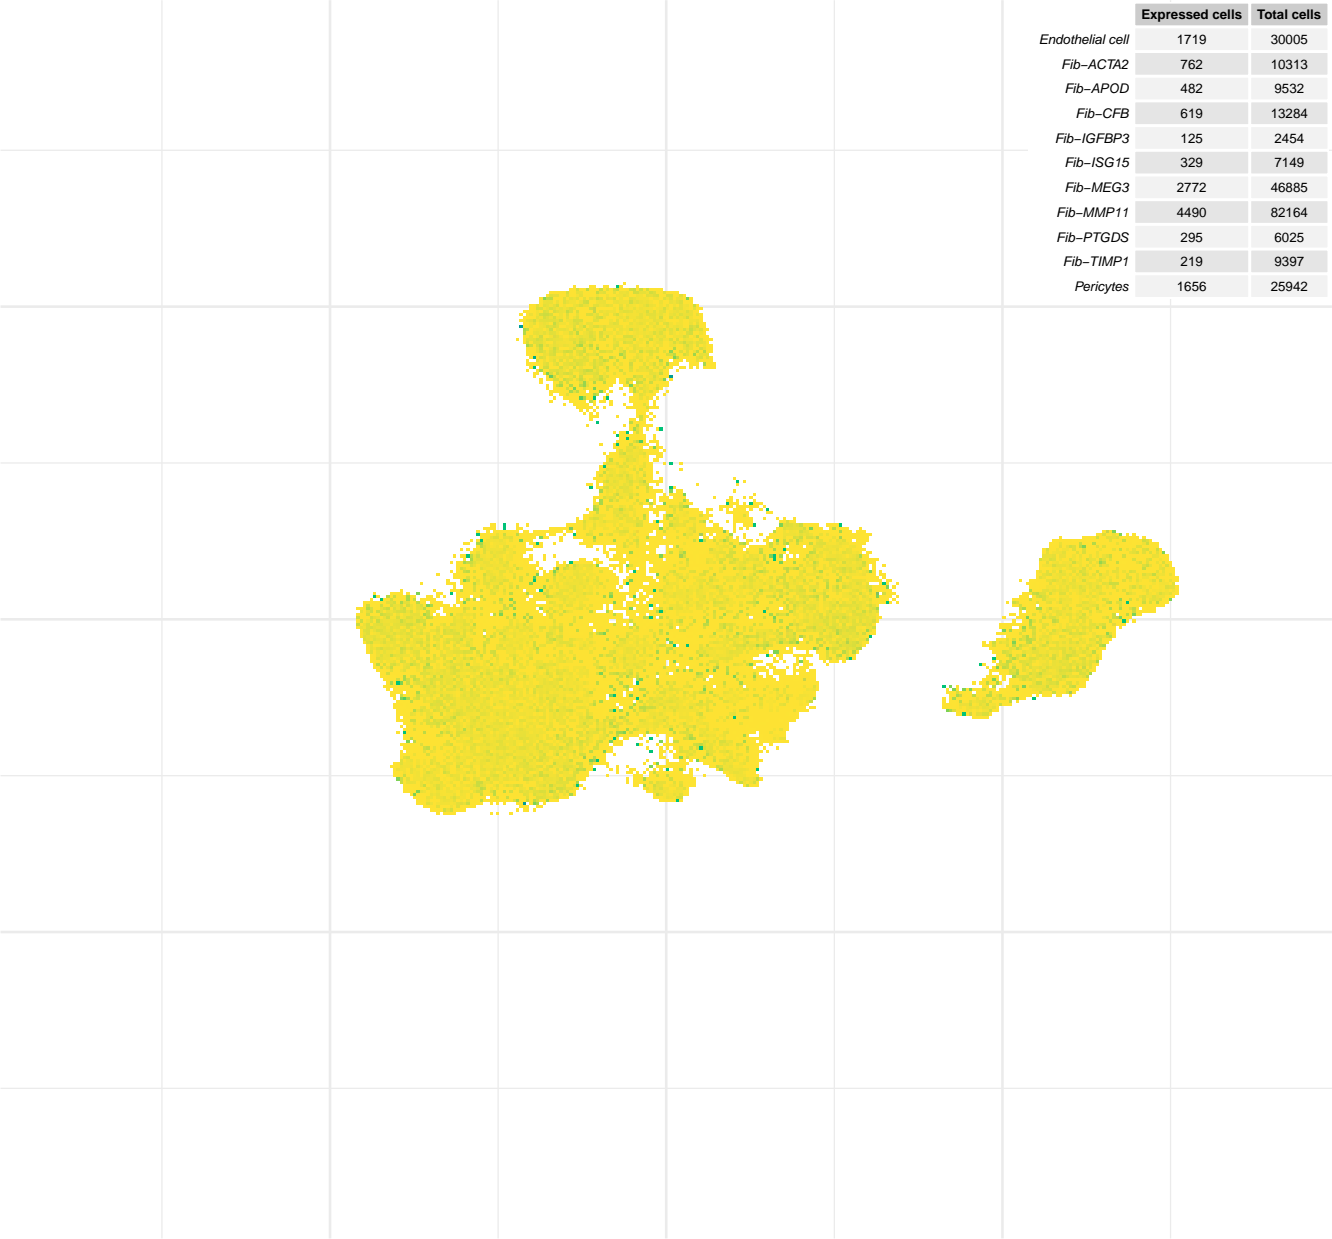 Expressed cells Total cells
Endothelial cell 1719 30005
Fib−ACTA2 762 10313
Fib−APOD 482 9532
Fib−CFB 619 13284
Fib−IGFBP3 125 2454
Fib−ISG15 329 7149
Fib−MEG3 2772 46885
Fib−MMP11 4490 82164
Fib−PTGDS 295 6025
Fib−TIMP1 219 9397
Pericytes 1656 25942